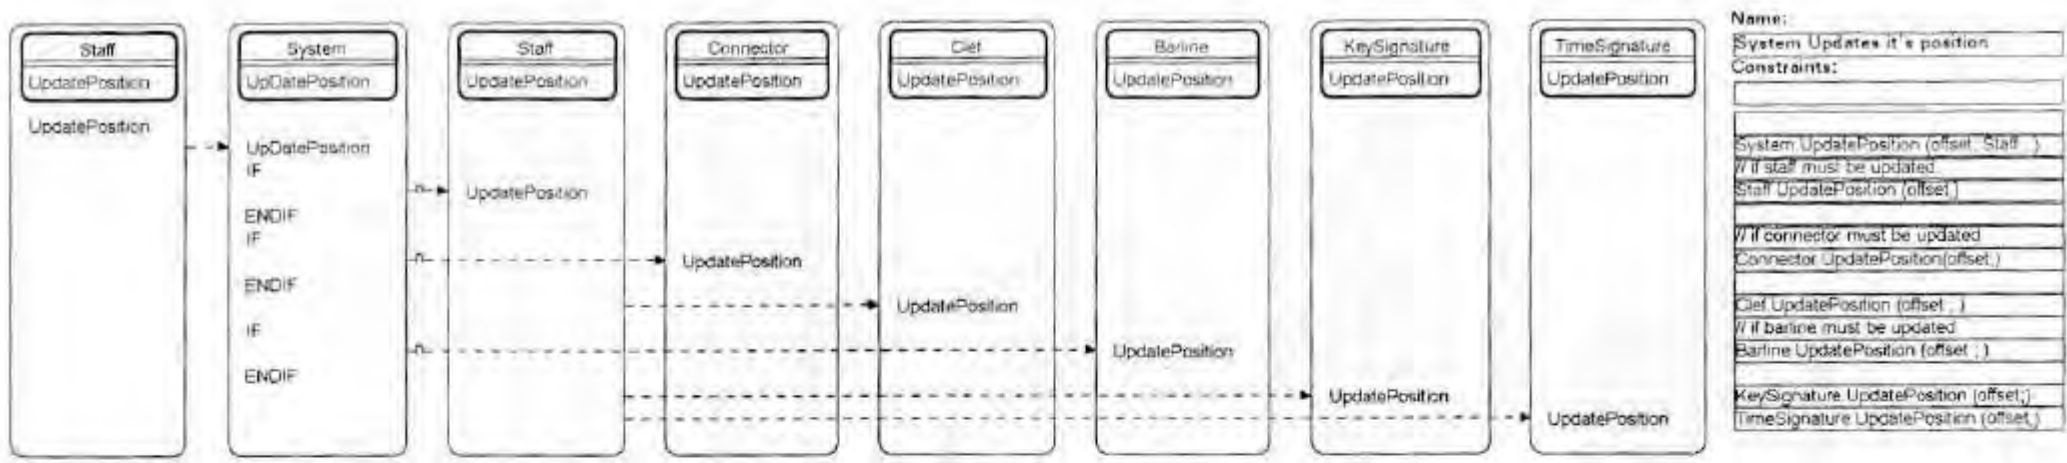 Staff
UpdatePosition
UpdatePosition
System
UpDatePosition
UpDatePosition
IF
ENDIF
IF
ENDIF
IF
ENDIF
Staff
UpdatePosition
UpdatePosition
Connector
UpdatePosition
UpdatePosition
Clef
UpdatePosition
UpdatePosition
Barline
UpdatePosition
UpdatePosition
KeySignature
UpdatePosition
UpdatePosition
TimeSignature
UpdatePosition
UpdatePosition
Name:
System Updates it's position
Constraints:
System.UpdatePosition (offset, Staff ; )
// if staff must be updated
Staff.UpdatePosition (offset;)
// if connector must be updated
Connector.UpdatePosition(offset;)
Clef.UpdatePosition (offset ; )
// if barline must be updated
Barline.UpdatePosition (offset ; )
KeySignature.UpdatePosition (offset;)
TimeSignature.UpdatePosition (offset;)